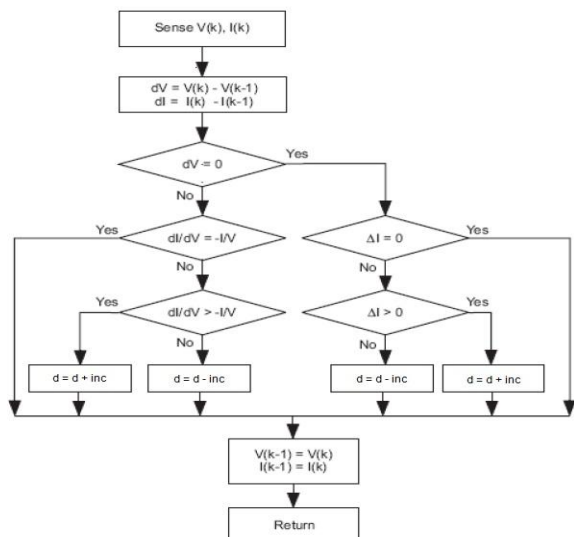 Sense V(k), I(k)
dV = V(k) - V(k-1)
dI = I(k) - I(k-1)
dV = 0
Yes
No
Yes
dI/dV = -I/V
ΔI = 0
Yes
No
No
Yes
dI/dV > -I/V
ΔI > 0
Yes
No
No
d = d + inc
d = d - inc
d = d - inc
d = d + inc
V(k-1) = V(k)
I(k-1) = I(k)
Return